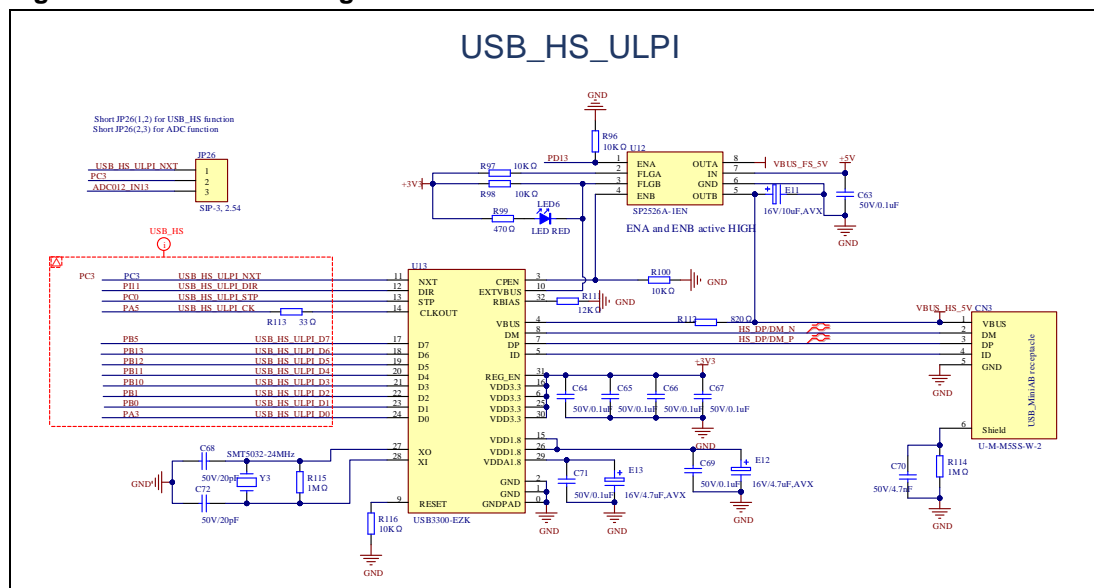 USB_HS_ULPI
Short JP26(1,2) for USB_HS function
Short JP26(2,3) for ADC function
JP26
USB_HS_ULPI_NXT 1
PC3 2
ADC012_IN13 3
SIP-3, 2.54
GND
R96
10KΩ
U12
PD13 1 ENA OUTA 8 VBUS_FS_5V +5V
R97 10KΩ 2 FLGA IN 7
+3V3 3 FLGB GND 6
R98 10KΩ 4 ENB OUTB 5 E11
16V/10uF,AVX
C63
50V/0.1uF
GND
SP2526A-1EN
ENA and ENB active HIGH
R99
470Ω
LED6
LED RED
USB_HS
i
U13
PC3 PC3 USB_HS_ULPI_NXT 11 NXT CPEN 3
PI11 USB_HS_ULPI_DIR 12 DIR EXTVBUS 10
PC0 USB_HS_ULPI_STP 13 STP RBIAS 32
PA5 USB_HS_ULPI_CK 14 CLKOUT
R113 33Ω
R100
10KΩ
GND
12KΩ
GND
VBUS 4 820Ω VBUS_HS_5V CN3
DM 8 HS_DP/DM_N 1 VBUS
DP 7 HS_DP/DM_P 2 DM
ID 5 3 DP
4 ID
5 GND
GND
USB_MiniAB receptacle
6 Shield
U-M-M5SS-W-2
PB5 USB_HS_ULPI_D7 17 D7
PB13 USB_HS_ULPI_D6 18 D6
PB12 USB_HS_ULPI_D5 19 D5
PB11 USB_HS_ULPI_D4 20 D4
PB10 USB_HS_ULPI_D3 21 D3
PB1 USB_HS_ULPI_D2 22 D2
PB0 USB_HS_ULPI_D1 23 D1
PA3 USB_HS_ULPI_D0 24 D0
+3V3
REG_EN 31
VDD3.3 16
VDD3.3 6
VDD3.3 25
VDD3.3 30
C64 C65 C66 C67
50V/0.1uF 50V/0.1uF 50V/0.1uF 50V/0.1uF
GND
VDD1.8 15
VDD1.8 26
VDDA1.8 29
C71
50V/0.1uF
E13
16V/4.7uF,AVX
C69
50V/0.1uF
E12
16V/4.7uF,AVX
GND
GND 2
GND 1
GNDPAD 0
GND
GND
GND
C70
50V/4.7nF
R114
1MΩ
GND
C68
50V/20pF
SMT5032-24MHz
Y3
R115
1MΩ
27 XO
28 XI
GND
C72
50V/20pF
9 RESET
R116
10KΩ
GND
USB3300-EZK